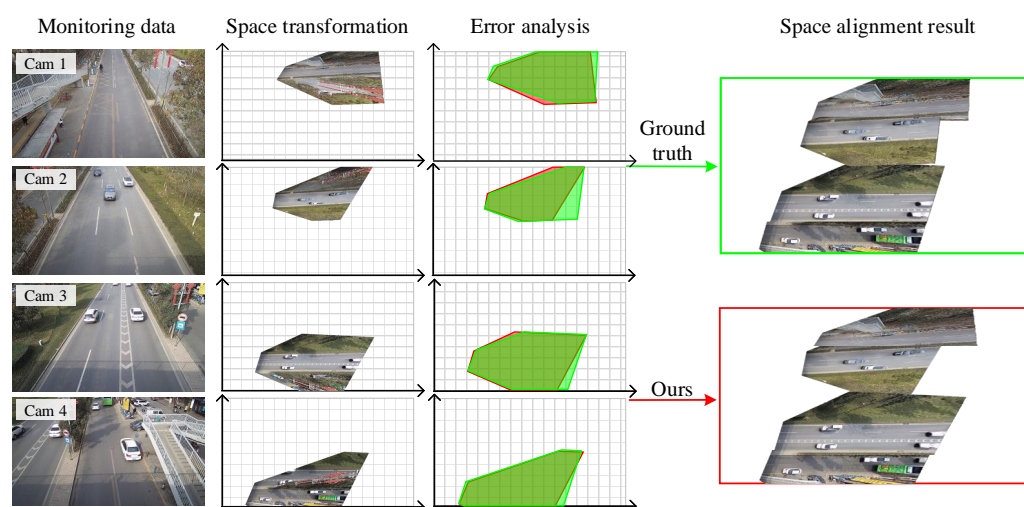 Monitoring data
Space transformation
Error analysis
Space alignment result
Cam 1
Cam 2
Cam 3
Cam 4
Ground
truth
Ours